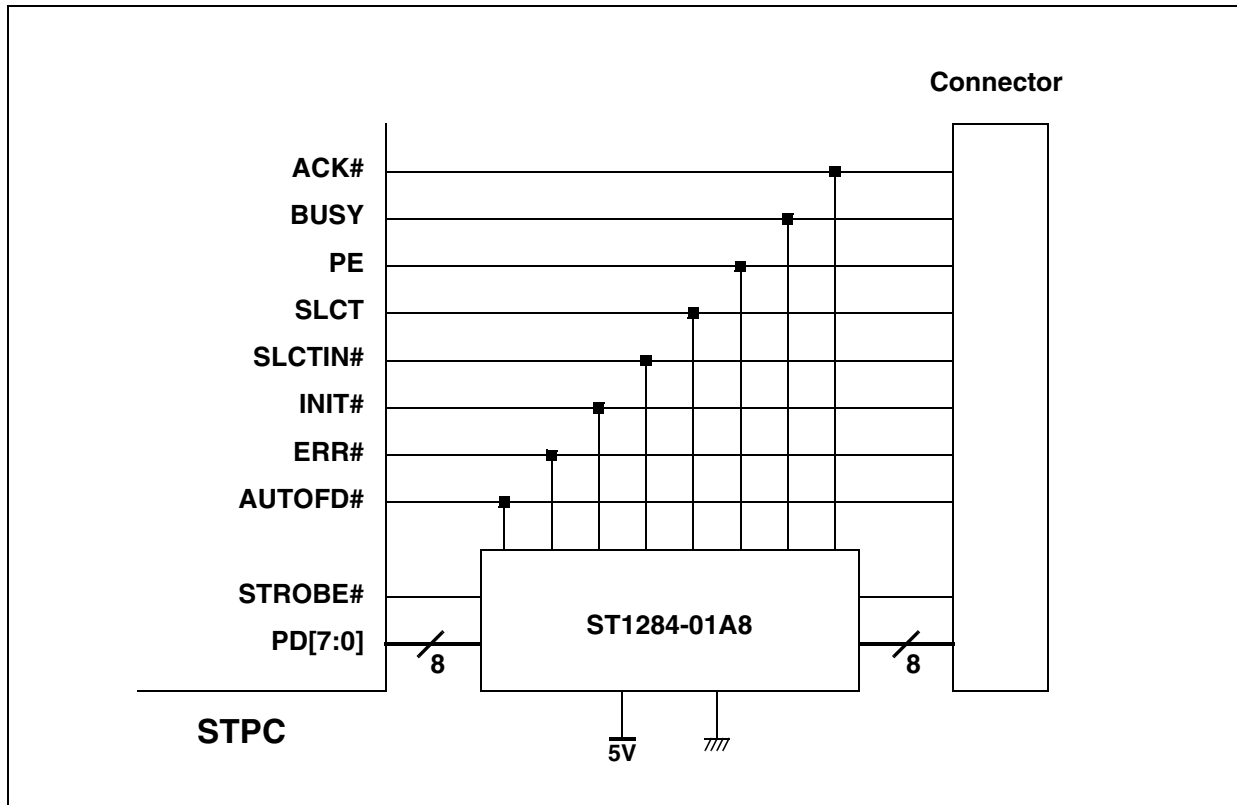 Connector
ACK#
BUSY
PE
SLCT
SLCTIN#
INIT#
ERR#
AUTOFD#
STROBE#
ST1284-01A8
PD[7:0]
8
8
STPC
5V